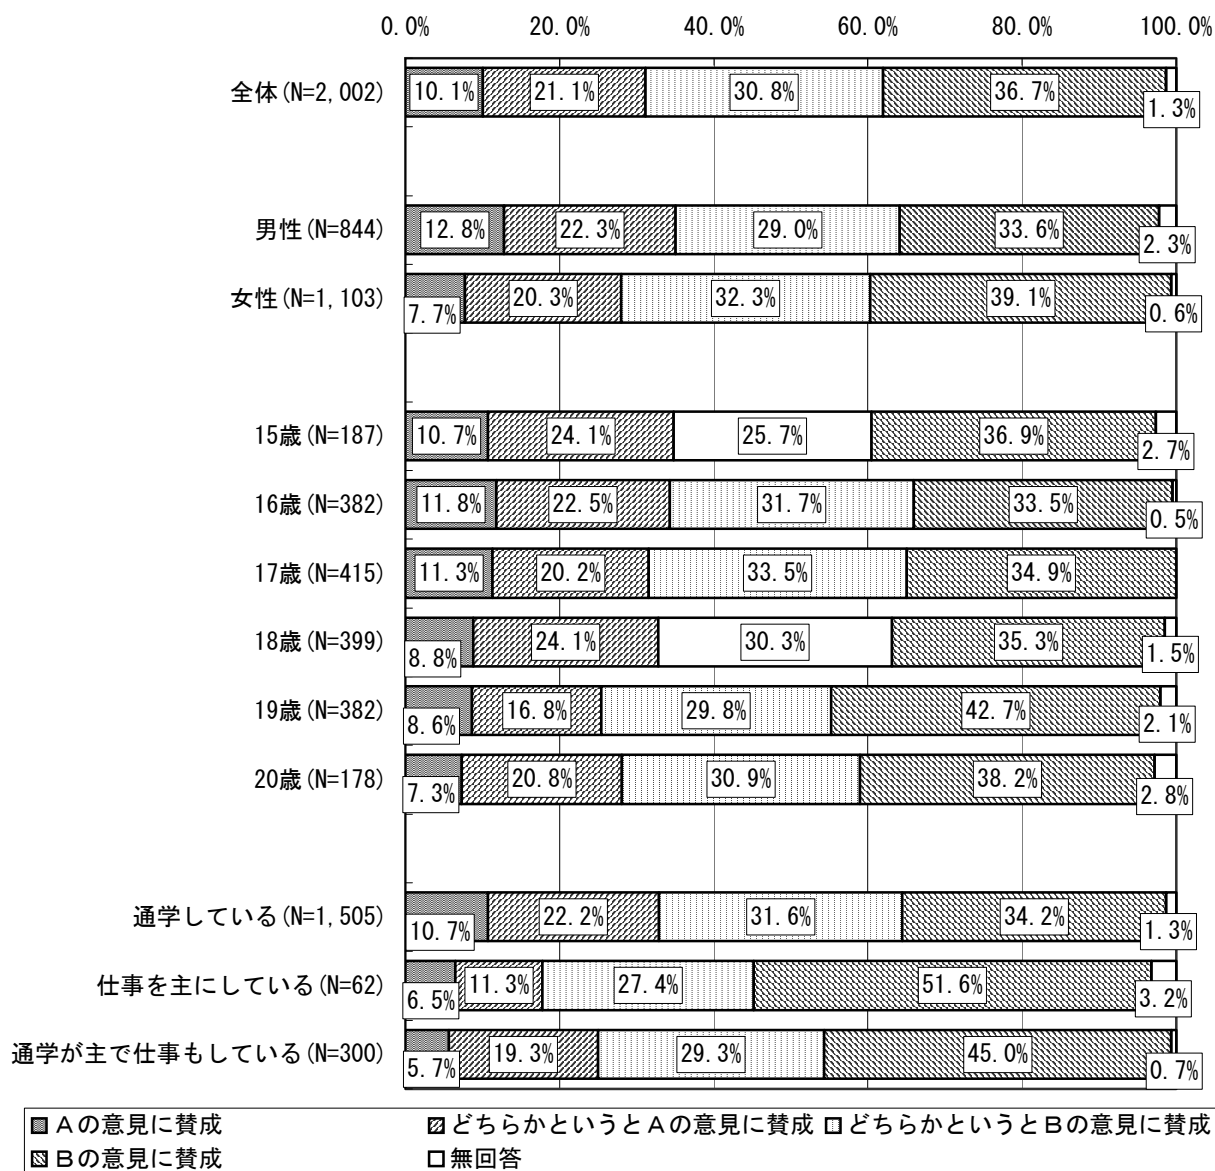 0.0% 20.0% 40.0% 60.0% 80.0% 100.0%
全体(N=2,002) 10.1% 21.1% 30.8% 36.7% 1.3%
男性(N=844) 12.8% 22.3% 29.0% 33.6% 2.3%
女性(N=1,103) 7.7% 20.3% 32.3% 39.1% 0.6%
15歳(N=187) 10.7% 24.1% 25.7% 36.9% 2.7%
16歳(N=382) 11.8% 22.5% 31.7% 33.5% 0.5%
17歳(N=415) 11.3% 20.2% 33.5% 34.9%
18歳(N=399) 8.8% 24.1% 30.3% 35.3% 1.5%
19歳(N=382) 8.6% 16.8% 29.8% 42.7% 2.1%
20歳(N=178) 7.3% 20.8% 30.9% 38.2% 2.8%
通学している(N=1,505) 10.7% 22.2% 31.6% 34.2% 1.3%
仕事を主にしている(N=62) 6.5% 11.3% 27.4% 51.6% 3.2%
通学が主で仕事もしている(N=300) 5.7% 19.3% 29.3% 45.0% 0.7%
Ａの意見に賛成 どちらかというとＡの意見に賛成 どちらかというとＢの意見に賛成
Ｂの意見に賛成 無回答